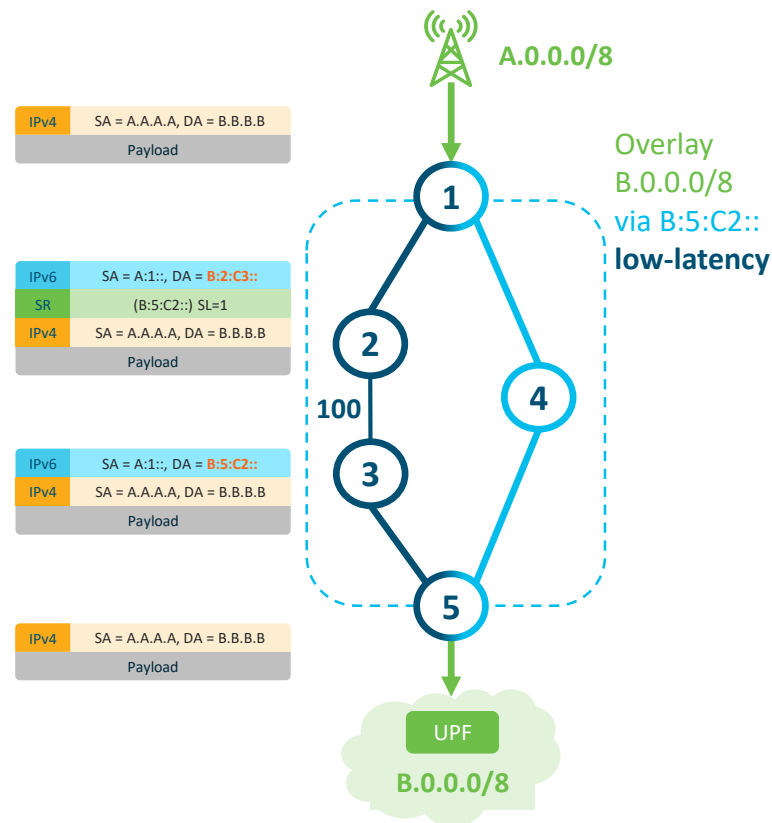 A.0.0.0/8
IPv4 SA = A.A.A.A, DA = B.B.B.B
Payload
Overlay
B.0.0.0/8
via B:5:C2::
low-latency
1
IPv6 SA = A:1::, DA = B:2:C3::
SR (B:5:C2::) SL=1
IPv4 SA = A.A.A.A, DA = B.B.B.B
Payload
2
4
100
3
IPv6 SA = A:1::, DA = B:5:C2::
IPv4 SA = A.A.A.A, DA = B.B.B.B
Payload
5
IPv4 SA = A.A.A.A, DA = B.B.B.B
Payload
UPF
B.0.0.0/8